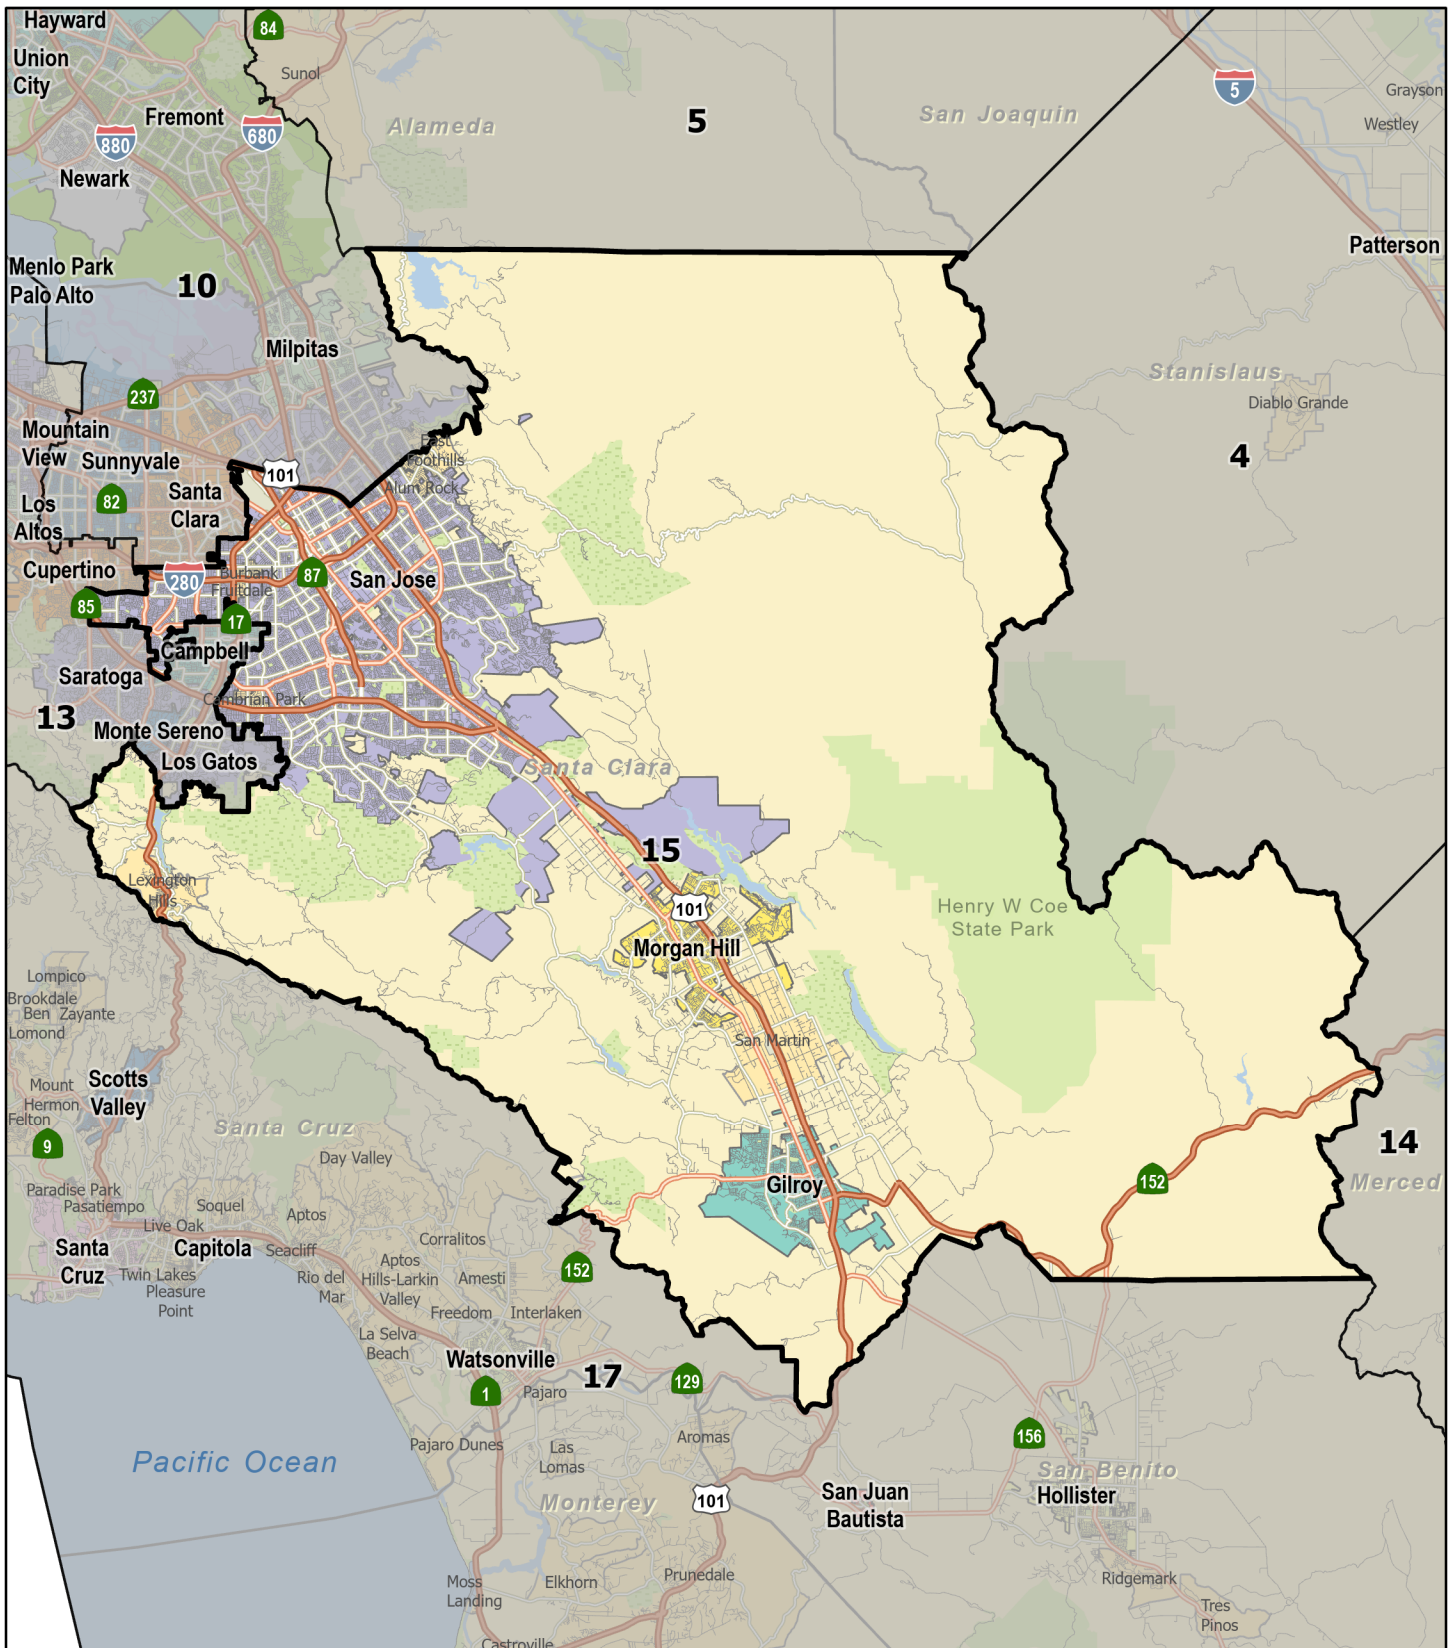 Hayward
84
Union
City
Sunol
5
Grayson
Fremont
680
Alameda
5
San Joaquin
Westley
880
Newark
Patterson
Menlo Park
Palo Alto
10
Milpitas
Stanislaus
237
Diablo Grande
Mountain
View
Sunnyvale
East
Foothills
4
101
Alum Rock
Santa
Clara
82
Los
Altos
Cupertino
280
Burbank
Fruitdale
87
San Jose
85
17
Campbell
Saratoga
Cambrian Park
13
Monte Sereno
Los Gatos
Santa Clara
15
Lexington
Hills
101
Henry W Coe
State Park
Morgan Hill
Lompico
Brookdale
Ben
Lomond
Zayante
San Martin
Mount
Hermon
Felton
Scotts
Valley
9
Santa Cruz
Day Valley
14
Merced
152
Gilroy
Paradise Park
Pasatiempo
Soquel
Aptos
Live Oak
Santa
Cruz
Capitola
Seacliff
Corralitos
Aptos
Hills-Larkin
Valley
Amesti
152
Twin Lakes
Pleasure
Point
Rio del
Mar
Freedom
Interlaken
La Selva
Beach
Watsonville
17
129
1
Pajaro
Pajaro Dunes
Aromas
156
Las
Lomas
Pacific Ocean
San Benito
Hollister
Monterey
101
San Juan
Bautista
Moss
Landing
Elkhorn
Prunedale
Ridgemark
Tres
Pinos
Castroville